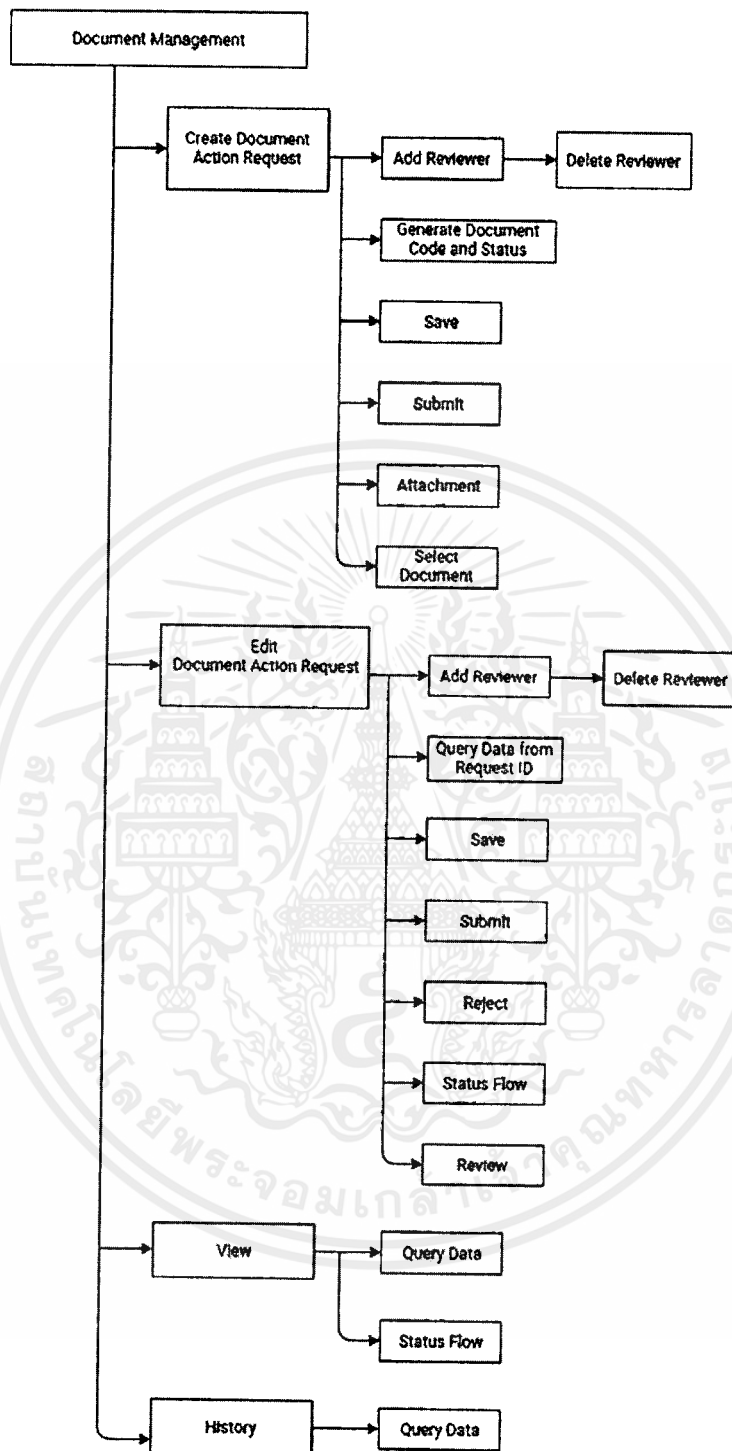 Document Management
Create Document
Action Request
Add Reviewer
Delete Reviewer
Generate Document
Code and Status
Save
Submit
Attachment
Select
Document
Edit
Document Action Request
Add Reviewer
Delete Reviewer
Query Data from
Request ID
Save
Submit
Reject
Status Flow
Review
View
Query Data
Status Flow
History
Query Data